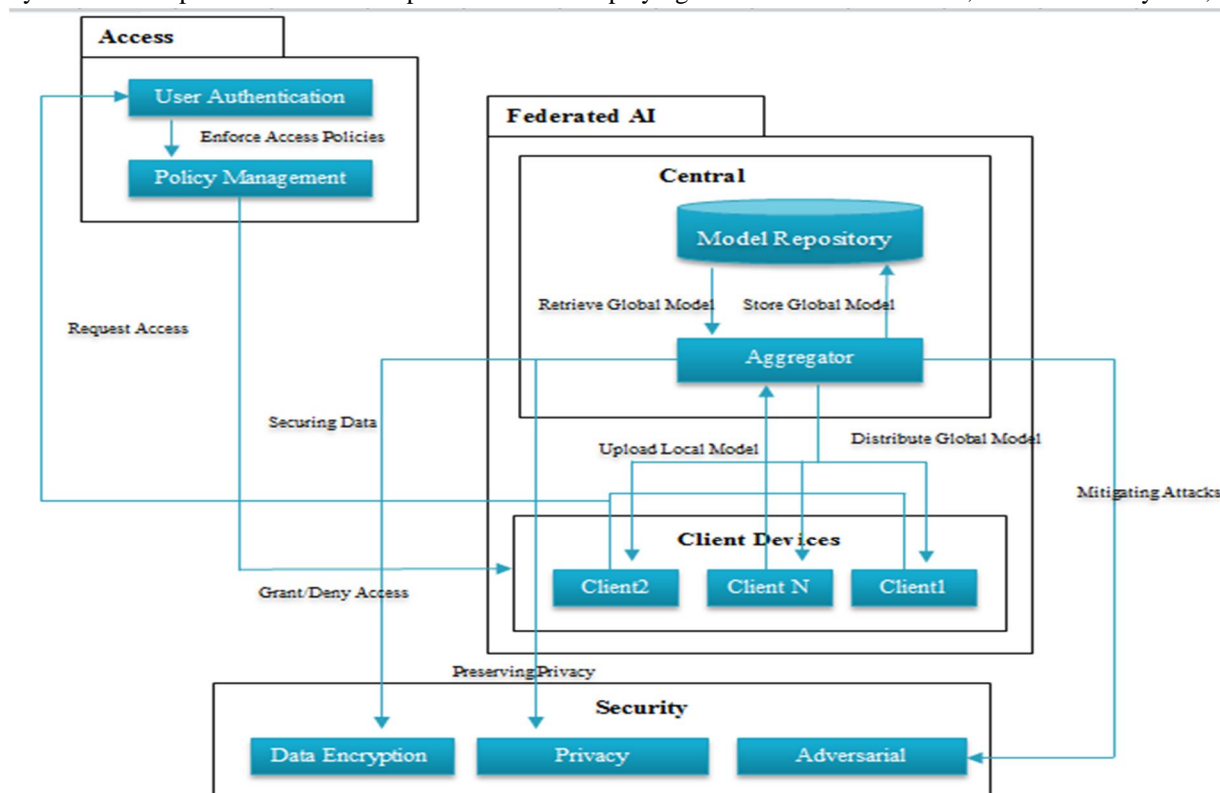 Access
User Authentication
Enforce Access Policies
Policy Management
Federated AI
Central
Model Repository
Retrieve Global Model
Store Global Model
Request Access
Aggregator
Securing Data
Upload Local Model
Distribute Global Model
Mitigating Attacks
Client Devices
Client2
Client N
Client1
Grant/Deny Access
Preserving Privacy
Security
Data Encryption
Privacy
Adversarial